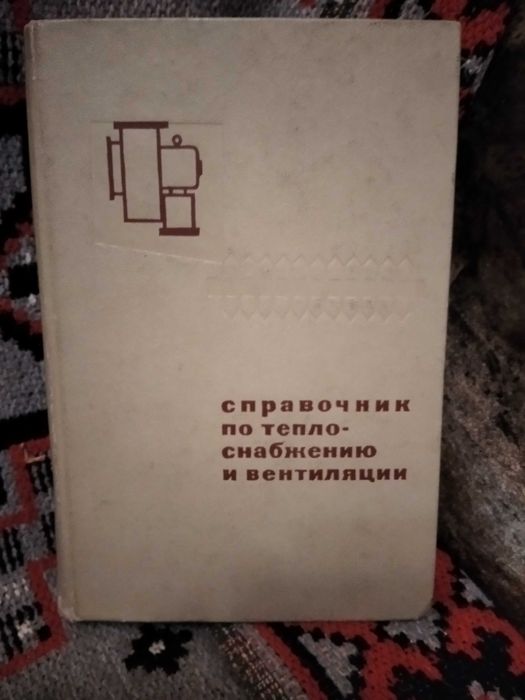 справочник
по тепло-
снабжению
и вентиляции